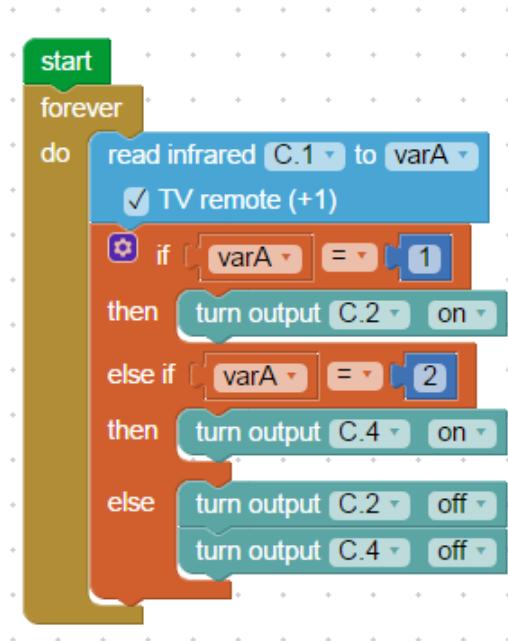 start
forever
do read infrared C.1 to varA
TV remote (+1)
if varA = 1
then turn output C.2 on
else if varA = 2
then turn output C.4 on
else turn output C.2 off
turn output C.4 off